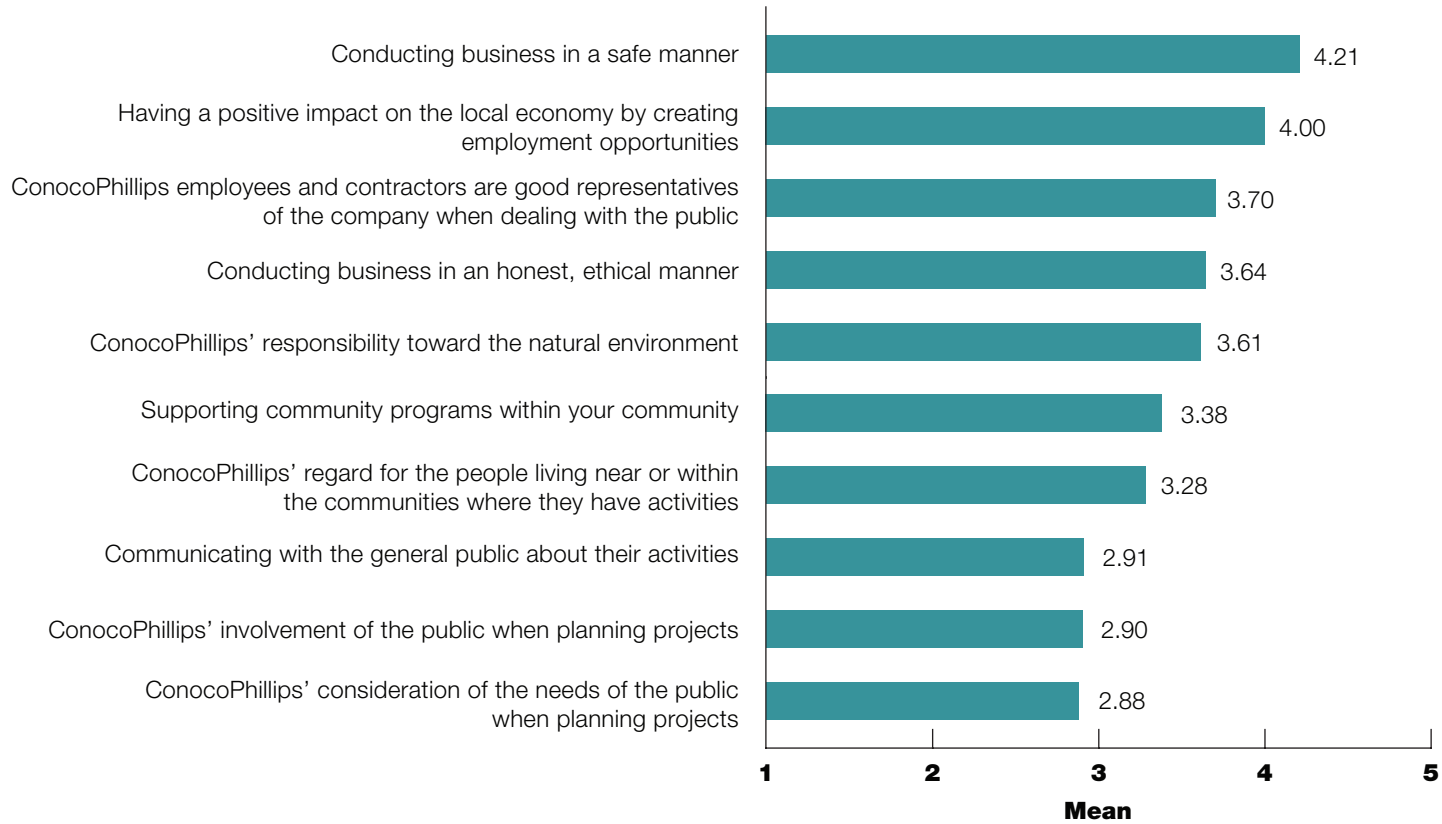 Conducting business in a safe manner
4.21
Having a positive impact on the local economy by creating
employment opportunities
4.00
ConocoPhillips employees and contractors are good representatives
of the company when dealing with the public
3.70
Conducting business in an honest, ethical manner
3.64
ConocoPhillips’ responsibility toward the natural environment
3.61
Supporting community programs within your community
3.38
ConocoPhillips’ regard for the people living near or within
the communities where they have activities
3.28
Communicating with the general public about their activities
2.91
ConocoPhillips’ involvement of the public when planning projects
2.90
ConocoPhillips’ consideration of the needs of the public
when planning projects
2.88
1 2 3 4 5
Mean